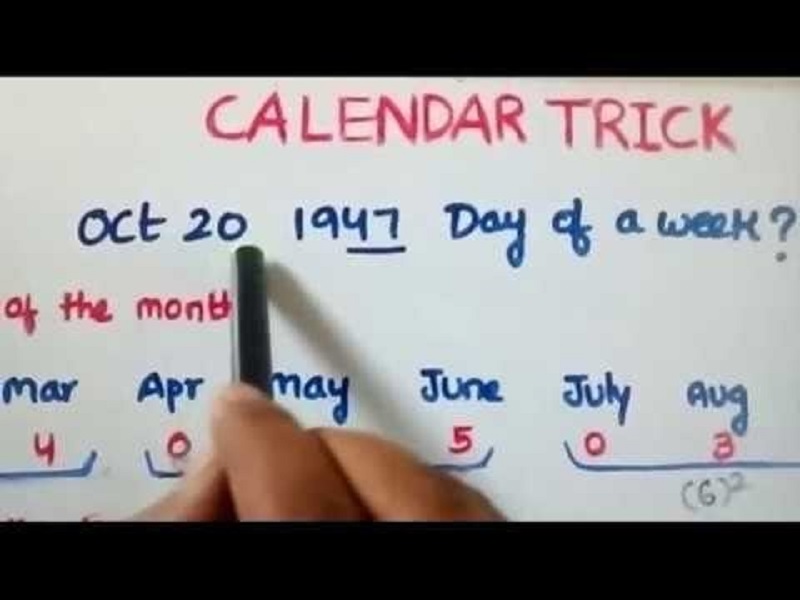 CALENDAR TRICK
Oct 20 1947 Day of a week?
of the month
Mar Apr May June July Aug
4 0 5 0 3
(6)²